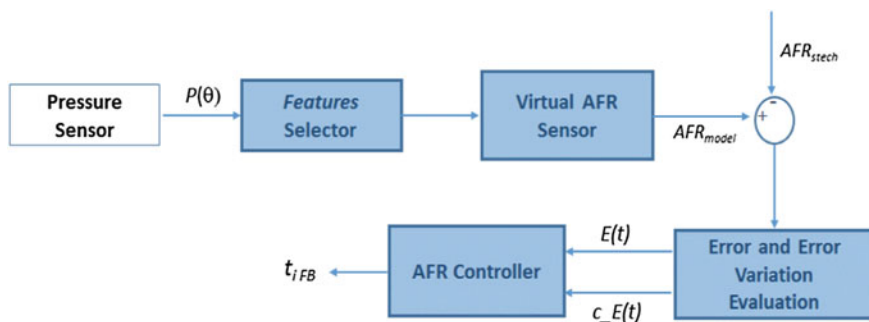 AFR_stech
Pressure
Sensor
P(θ)
Features
Selector
Virtual AFR
Sensor
AFR_model
+
-
t_i FB
AFR Controller
E(t)
c_E(t)
Error and Error
Variation
Evaluation